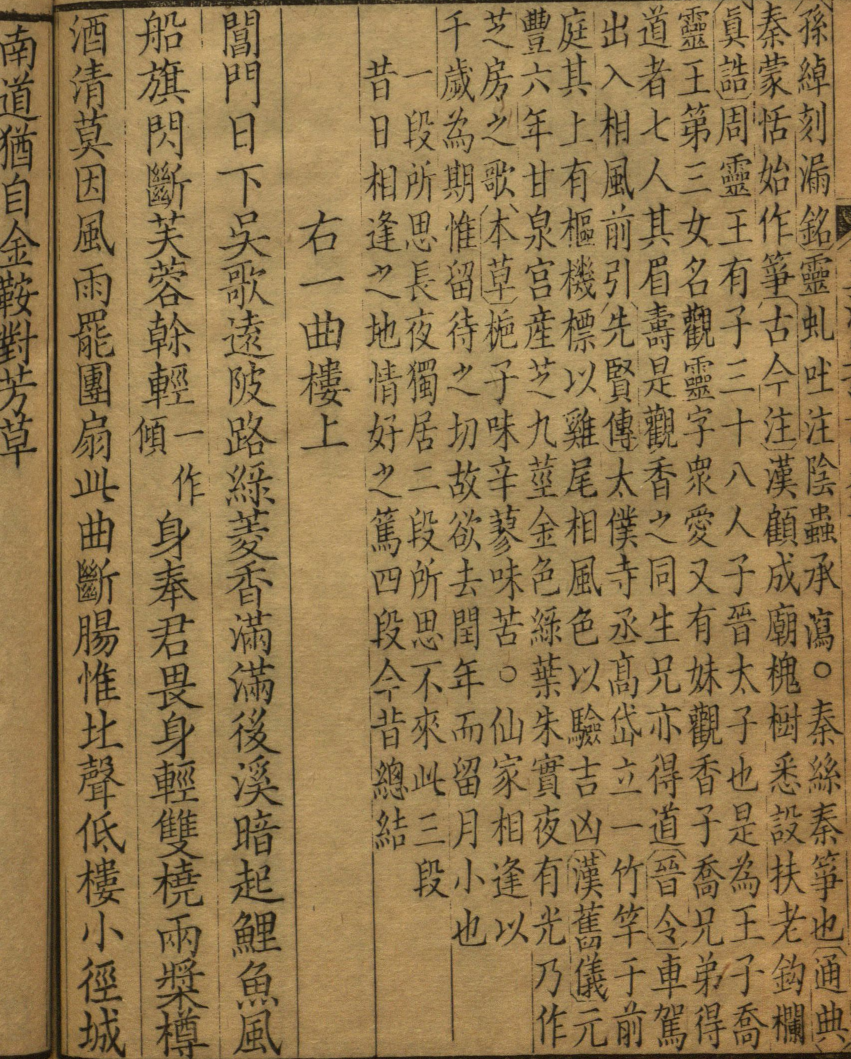 孫綽刻漏銘靈虬吐注陰蟲承瀉○秦絲秦箏也通典
秦蒙恬始作箏古今注漢顧成廟槐樹悉設扶老鈎欄
眞誥周靈王有子三十八人子晉太子也是為王子喬
靈王第三女名觀靈字衆愛又有妹觀香子喬兄弟得
道者七人其眉壽是觀香之同生兄亦得道晉令車駕
出入相風前引先賢傳太僕寺丞髙岱立一竹竿于前
庭其上有樞機標以雞尾相風色以驗吉凶漢舊儀元
豐六年甘泉宫産芝九莖金色綠葉朱實夜有光乃作
芝房之歌本草梔子味辛蓼味苦○仙家相逢以
千歲為期惟留待之切故欲去閏年而留月小也
一段所思長夜獨居二段所思不來此三段
昔日相逢之地情好之篤四段今昔總結
右一曲樓上
閶門日下吳歌遠陂路綠菱香滿滿後溪暗起鯉魚風
船旗閃斷芙蓉幹輕一作傾身奉君畏身輕雙橈兩槳樽
酒清莫因風雨罷團扇此曲斷腸惟北聲低樓小徑城
南道猶自金鞍對芳草